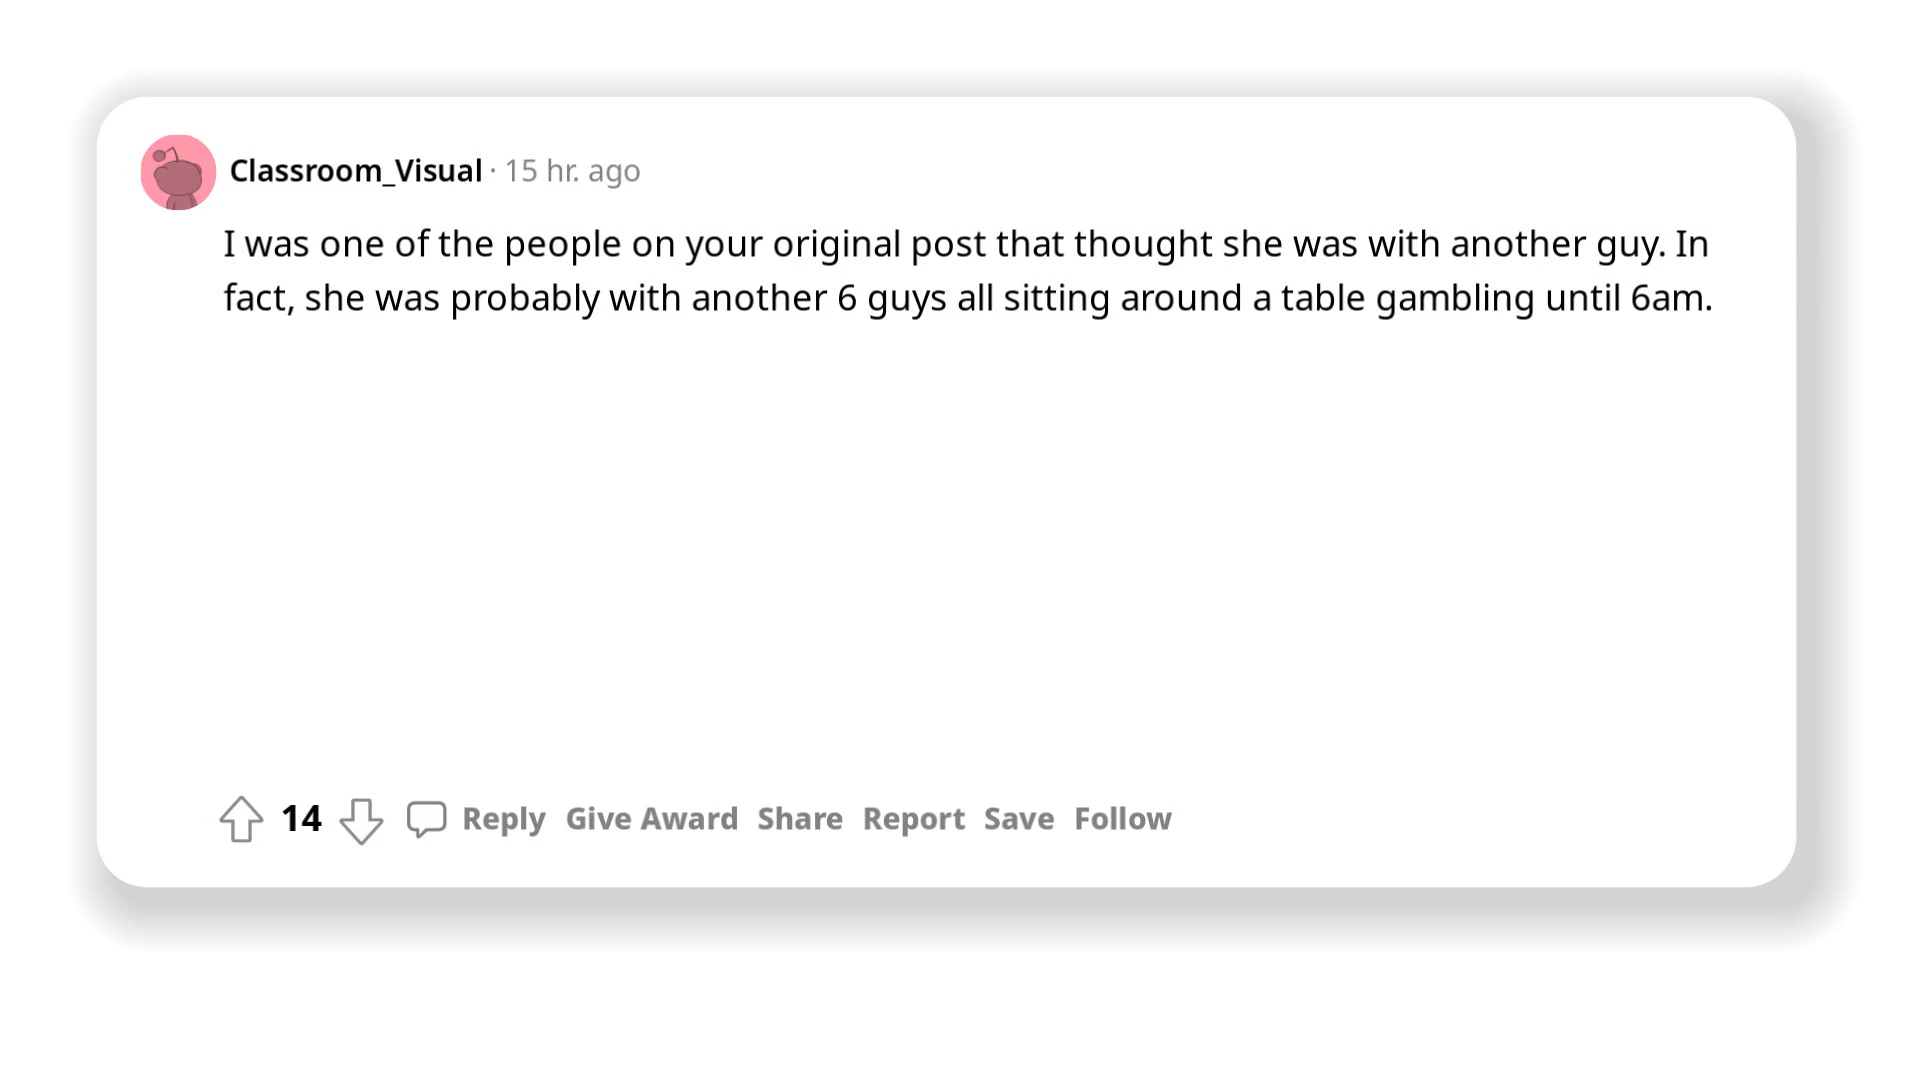 Classroom_Visual · 15 hr. ago
I was one of the people on your original post that thought she was with another guy. In
fact, she was probably with another 6 guys all sitting around a table gambling until 6am.
14 Reply Give Award Share Report Save Follow